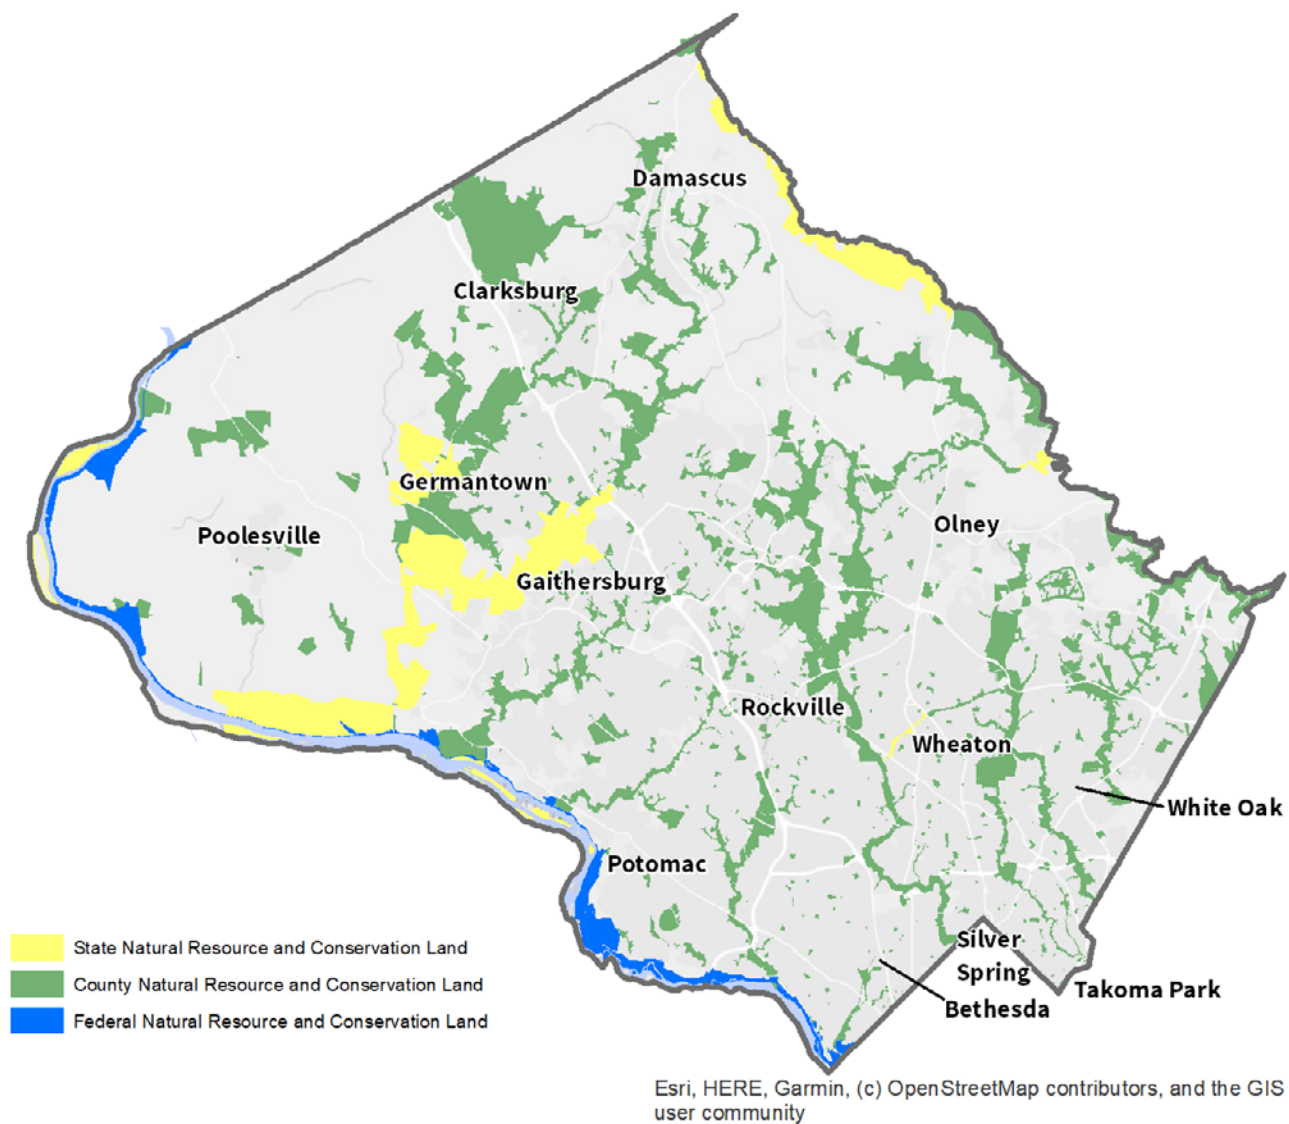 Damascus
Clarksburg
Germantown
Poolesville
Olney
Gaithersburg
Rockville
Wheaton
White Oak
Potomac
Silver
Spring
Takoma Park
Bethesda
State Natural Resource and Conservation Land
County Natural Resource and Conservation Land
Federal Natural Resource and Conservation Land
Esri, HERE, Garmin, (c) OpenStreetMap contributors, and the GIS
user community